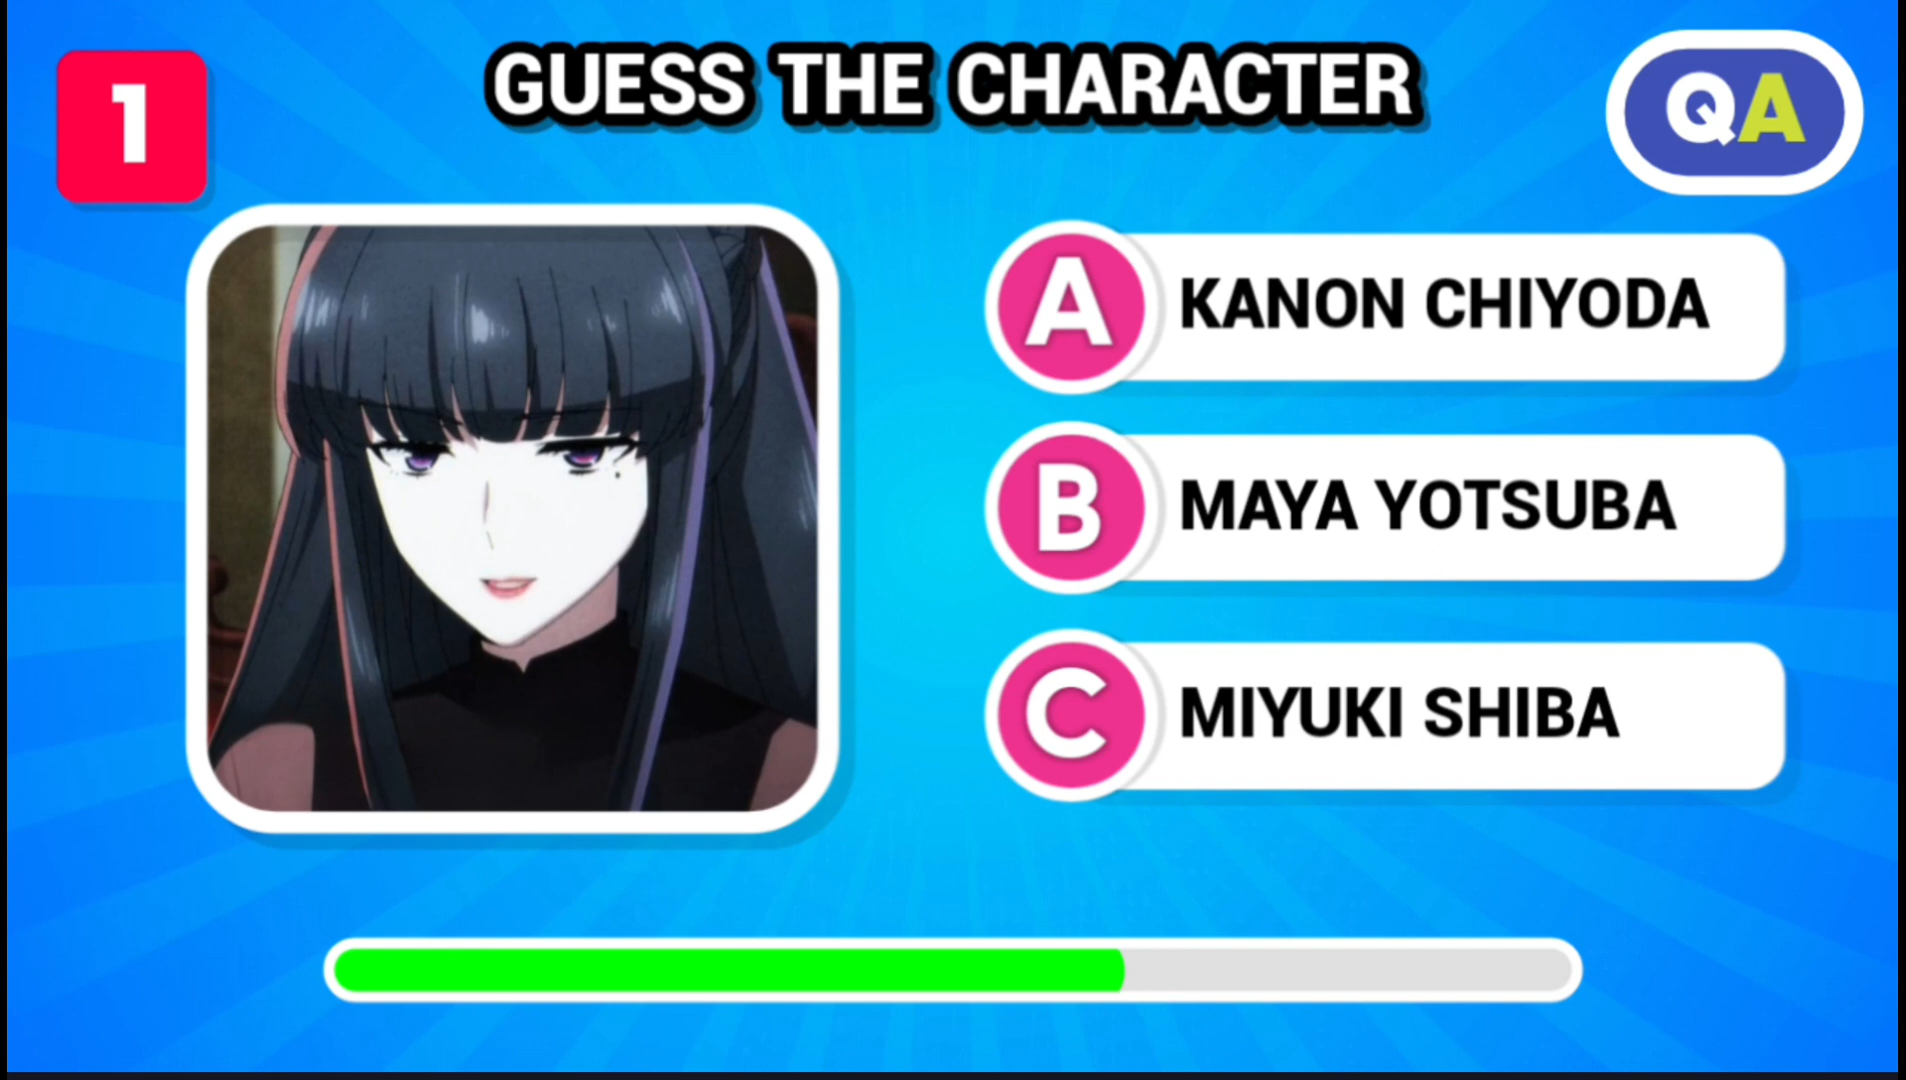 1
GUESS THE CHARACTER
QA
A KANON CHIYODA
B MAYA YOTSUBA
C MIYUKI SHIBA